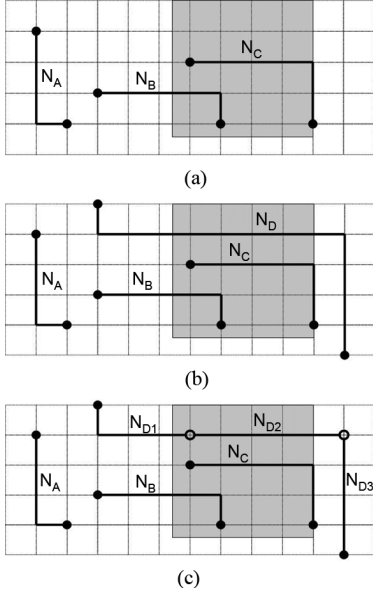 N_C
N_A
N_B
(a)
N_D
N_C
N_A
N_B
(b)
N_D1 N_D2
N_C
N_A N_D3
N_B
(c)